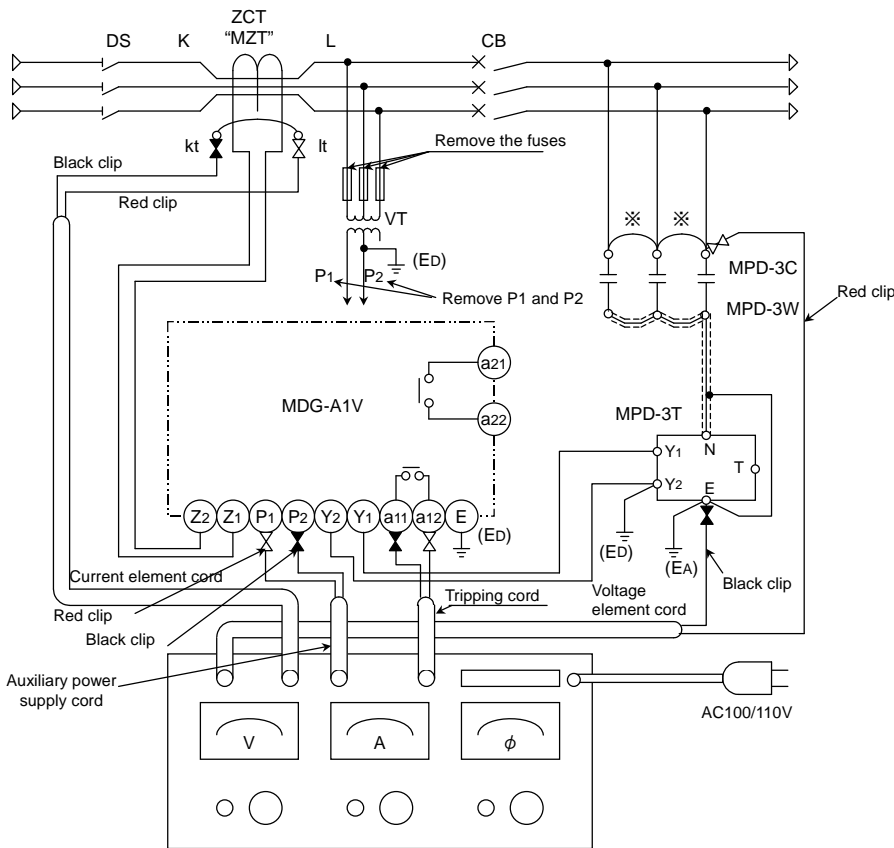 ZCT
"MZT"
DS
K
L
CB
kt
lt
Black clip
Red clip
Remove the fuses
VT
(ED)
P1
P2
Remove P1 and P2
※
※
MPD-3C
MPD-3W
Red clip
MDG-A1V
a21
a22
MPD-3T
Y1
N
T
Y2
E
Z2
Z1
P1
P2
Y2
Y1
a11
a12
E
(ED)
(ED)
(EA)
Current element cord
Red clip
Black clip
Tripping cord
Voltage
element cord
Black clip
Auxiliary power
supply cord
AC100/110V
V
A
ϕ